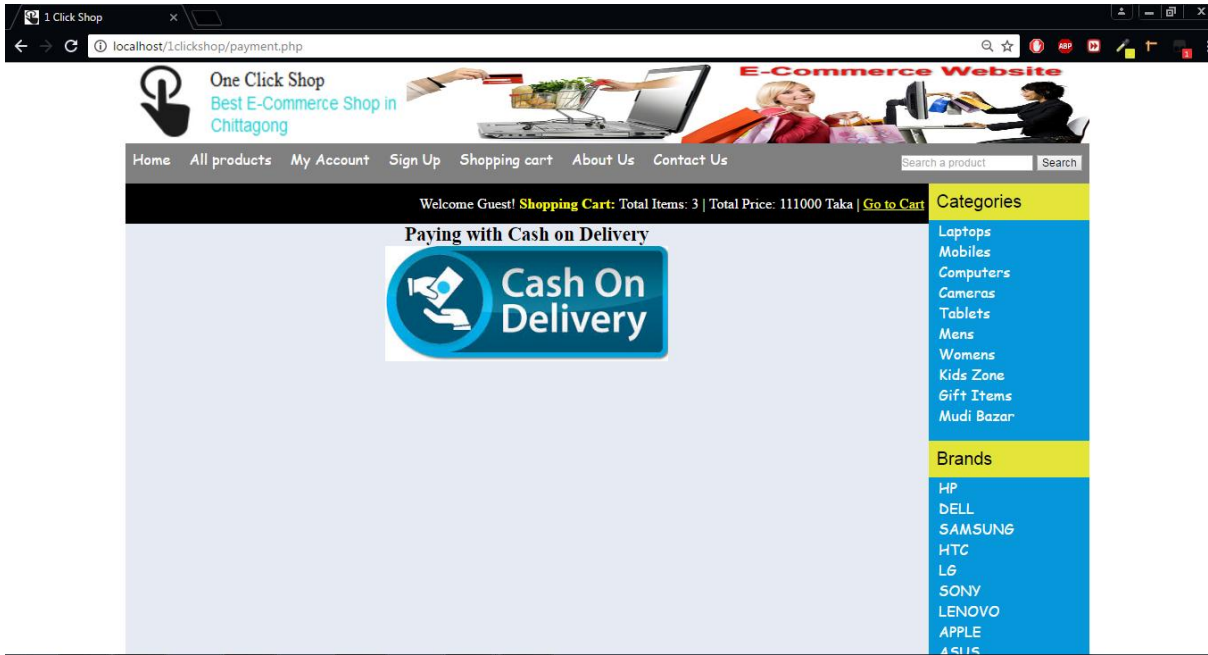 1 Click Shop
localhost/1clickshop/payment.php
ABP
1
One Click Shop
Best E-Commerce Shop in
Chittagong
E-Commerce Website
Home All products My Account Sign Up Shopping cart About Us Contact Us
Search a product Search
Welcome Guest! Shopping Cart: Total Items: 3 | Total Price: 111000 Taka | Go to Cart
Paying with Cash on Delivery
Cash On
Delivery
Categories
Laptops
Mobiles
Computers
Cameras
Tablets
Mens
Womens
Kids Zone
Gift Items
Mudi Bazar
Brands
HP
DELL
SAMSUNG
HTC
LG
SONY
LENOVO
APPLE
ASUS